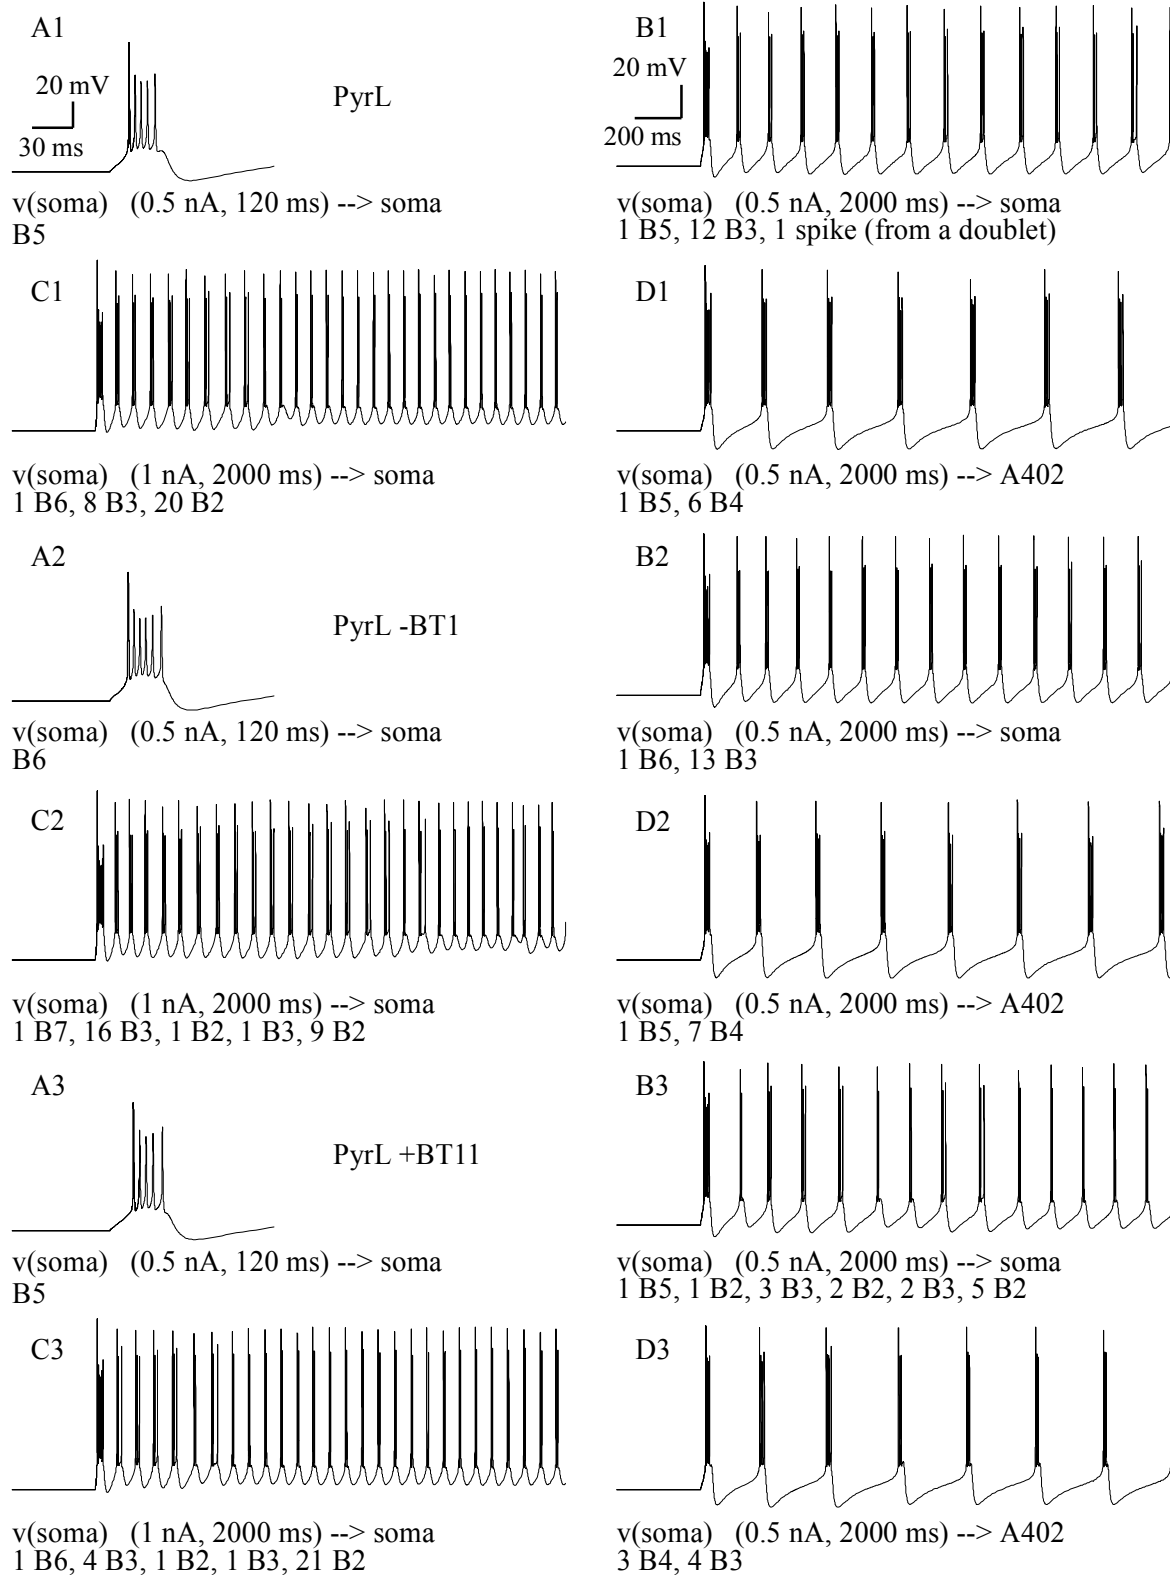 A1
20 mV
30 ms
PyrL
v(soma) (0.5 nA, 120 ms) --> soma
B5
B1
20 mV
200 ms
v(soma) (0.5 nA, 2000 ms) --> soma
1 B5, 12 B3, 1 spike (from a doublet)
C1
v(soma) (1 nA, 2000 ms) --> soma
1 B6, 8 B3, 20 B2
D1
v(soma) (0.5 nA, 2000 ms) --> A402
1 B5, 6 B4
A2
PyrL -BT1
v(soma) (0.5 nA, 120 ms) --> soma
B6
B2
v(soma) (0.5 nA, 2000 ms) --> soma
1 B6, 13 B3
C2
v(soma) (1 nA, 2000 ms) --> soma
1 B7, 16 B3, 1 B2, 1 B3, 9 B2
D2
v(soma) (0.5 nA, 2000 ms) --> A402
1 B5, 7 B4
A3
PyrL +BT11
v(soma) (0.5 nA, 120 ms) --> soma
B5
B3
v(soma) (0.5 nA, 2000 ms) --> soma
1 B5, 1 B2, 3 B3, 2 B2, 2 B3, 5 B2
C3
v(soma) (1 nA, 2000 ms) --> soma
1 B6, 4 B3, 1 B2, 1 B3, 21 B2
D3
v(soma) (0.5 nA, 2000 ms) --> A402
3 B4, 4 B3